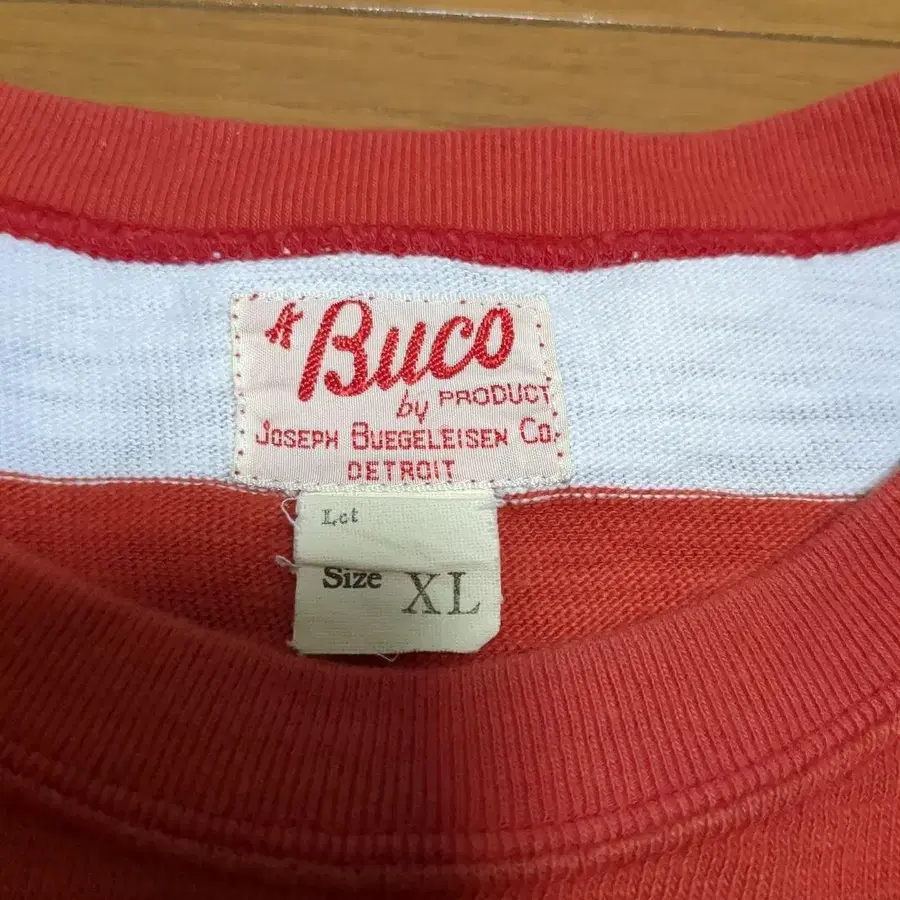 A Buco
by PRODUCT
JOSEPH BUEGELEISEN CO.
DETROIT
Lot
Size XL